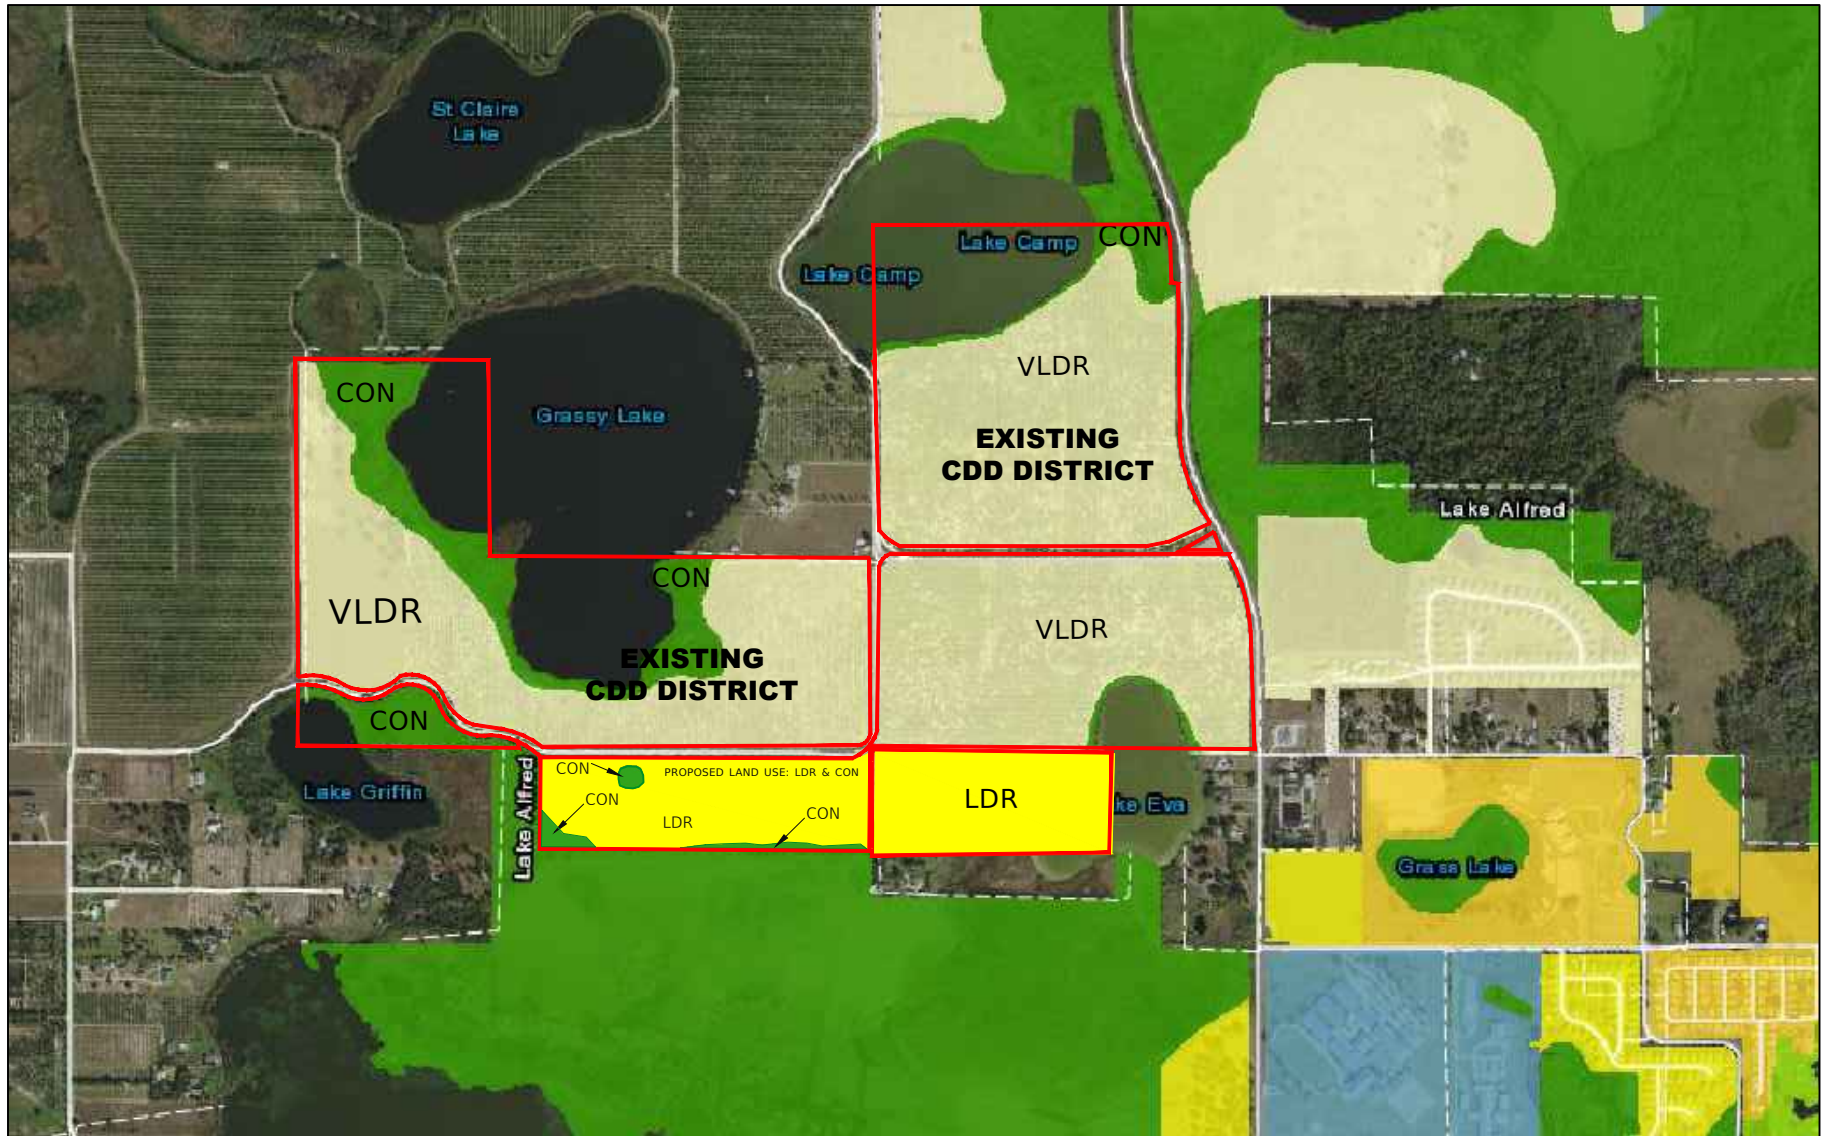 St Claire
Lake
Lake Camp
CON
Lake Camp
VLDR
CON
Grassy Lake
EXISTING
CDD DISTRICT
Lake Alfred
CON
VLDR
VLDR
EXISTING
CDD DISTRICT
CON
Lake Alfred
CON
PROPOSED LAND USE: LDR & CON
Lake Griffin
CON
LDR
CON
LDR
ke Eva
Grass Lake